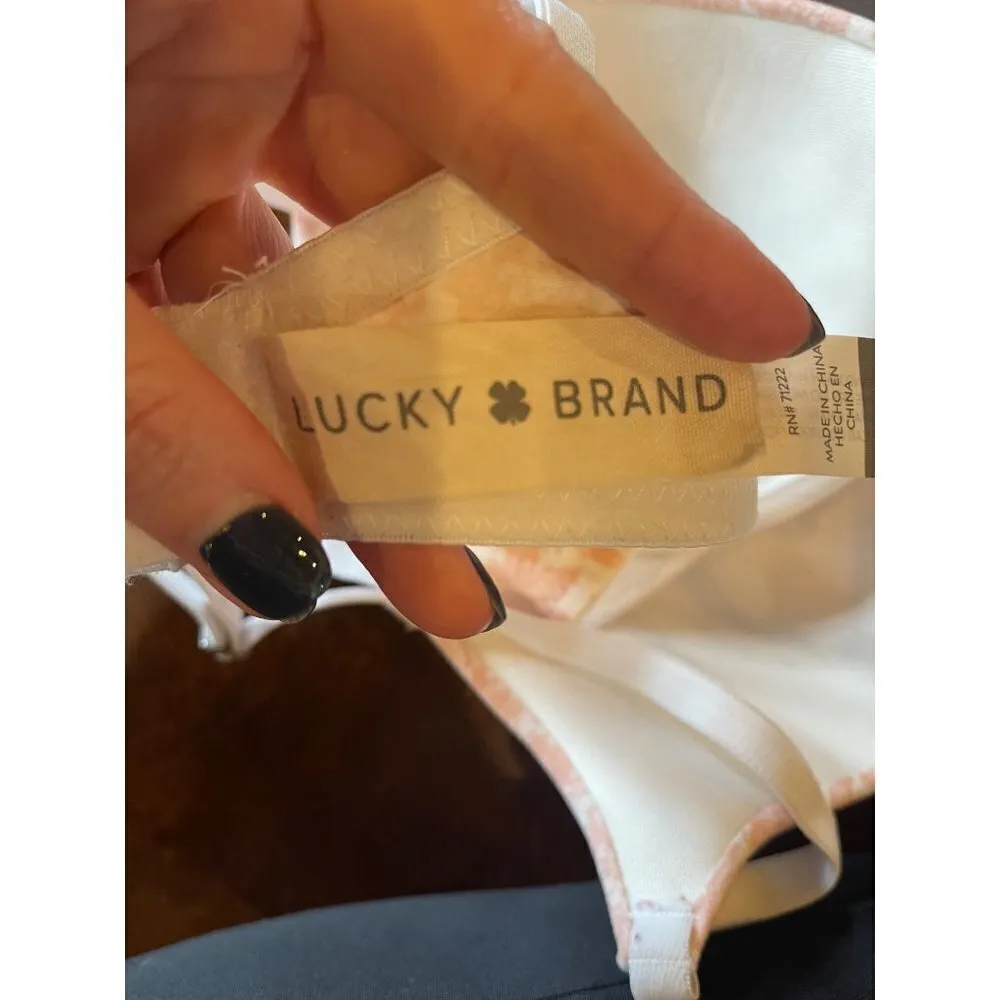 LUCKY BRAND
RN# 71222
MADE IN CHINA
HECHO EN
CHINA